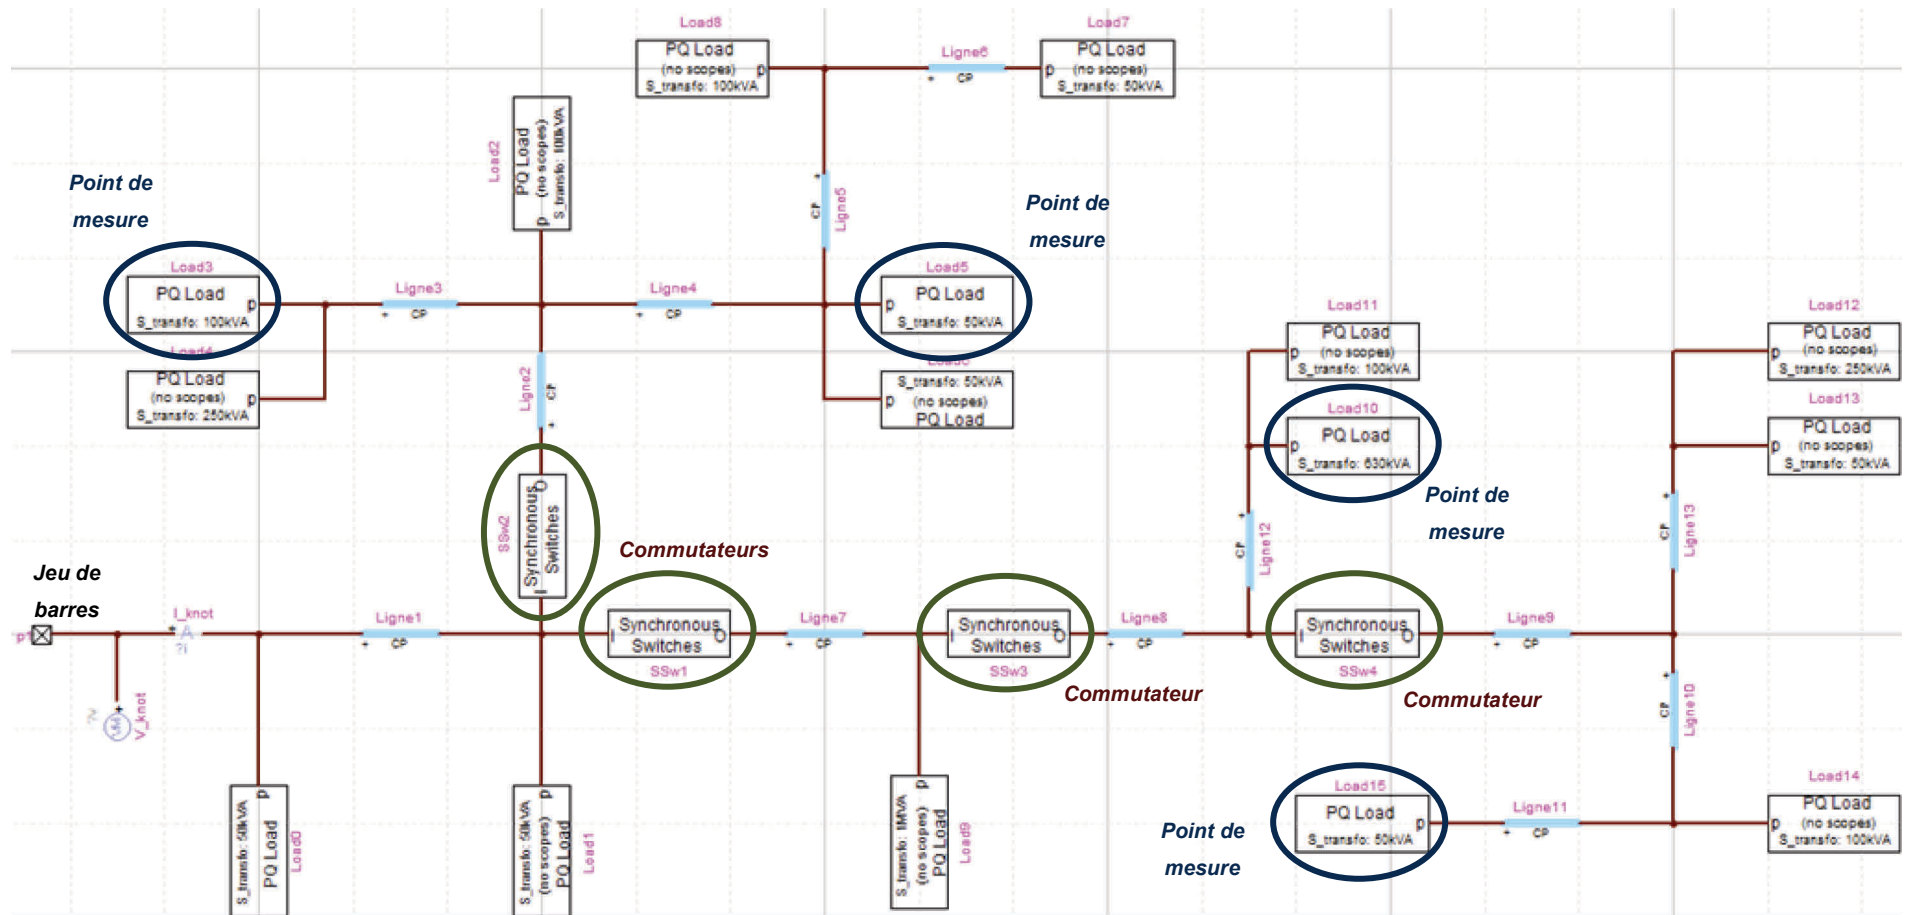 Load8
PQ Load
(no scopes)
p
S_transfo: 100kVA
Ligne6
+ CP
Load7
PQ Load
(no scopes)
p
S_transfo: 50kVA
Load2
PQ Load
(no scopes)
S_transfo: 100kVA
p
Point de
mesure
Load3
PQ Load
p
S_transfo: 100kVA
Load4
PQ Load
(no scopes)
p
S_transfo: 250kVA
Ligne3
+ CP
Ligne4
+ CP
Ligne5
+
CP
Point de
mesure
Load5
PQ Load
p
S_transfo: 50kVA
S_transfo: 50kVA
(no scopes)
p
PQ Load
Ligne2
CP
+
SSw2
Synchronous
Switches
I
O
Load11
PQ Load
(no scopes)
p
S_transfo: 100kVA
Load10
PQ Load
p
S_transfo: 630kVA
Point de
mesure
Load12
PQ Load
(no scopes)
p
S_transfo: 250kVA
Load13
PQ Load
(no scopes)
p
S_transfo: 50kVA
Ligne12
+
CP
Ligne13
+
CP
Jeu de
barres
p1
I_knot
+ A
?i
?v
+
VM
V_knot
Ligne1
+ CP
Commutateurs
Synchronous
Switches
I
O
SSw1
Ligne7
+ CP
Synchronous
Switches
I
O
SSw3
Commutateur
Ligne8
+ CP
Synchronous
Switches
I
O
SSw4
Commutateur
Ligne9
+ CP
Ligne10
+
CP
S_transfo: 50kVA
PQ Load
p
Load0
S_transfo: 50kVA
(no scopes)
PQ Load
p
Load1
S_transfo: 1MVA
(no scopes)
PQ Load
p
Load9
Point de
mesure
Load15
PQ Load
p
S_transfo: 50kVA
Ligne11
+ CP
Load14
PQ Load
(no scopes)
p
S_transfo: 100kVA